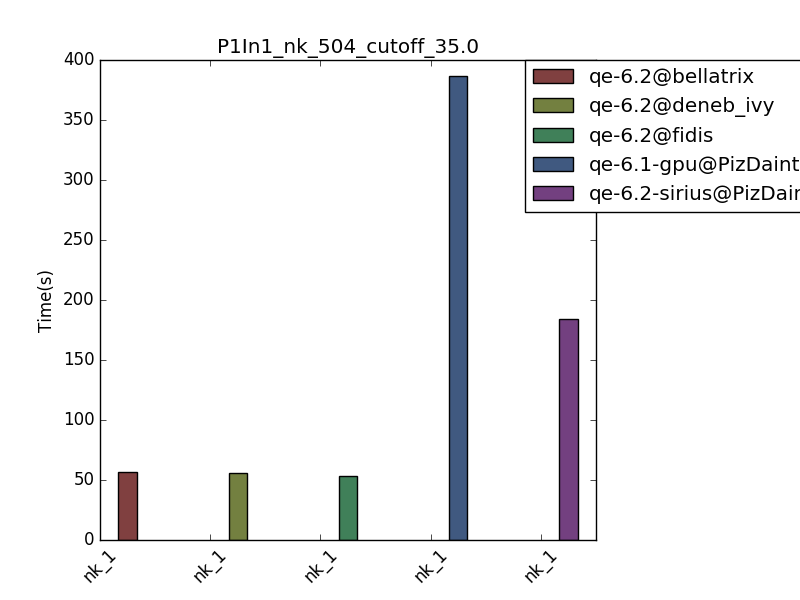 P1In1_nk_504_cutoff_35.0
400
350
300
250
200
150
100
50
0
Time(s)
nk_1
nk_1
nk_1
nk_1
nk_1
qe-6.2@bellatrix
qe-6.2@deneb_ivy
qe-6.2@fidis
qe-6.1-gpu@PizDaint
qe-6.2-sirius@PizDai